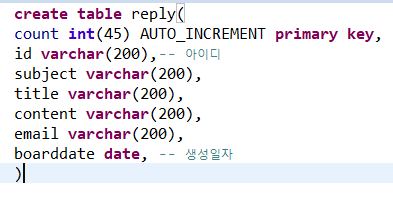 create table reply(
count int(45) AUTO_INCREMENT primary key,
id varchar(200),-- 아이디
subject varchar(200),
title varchar(200),
content varchar(200),
email varchar(200),
boarddate date, -- 생성일자
)